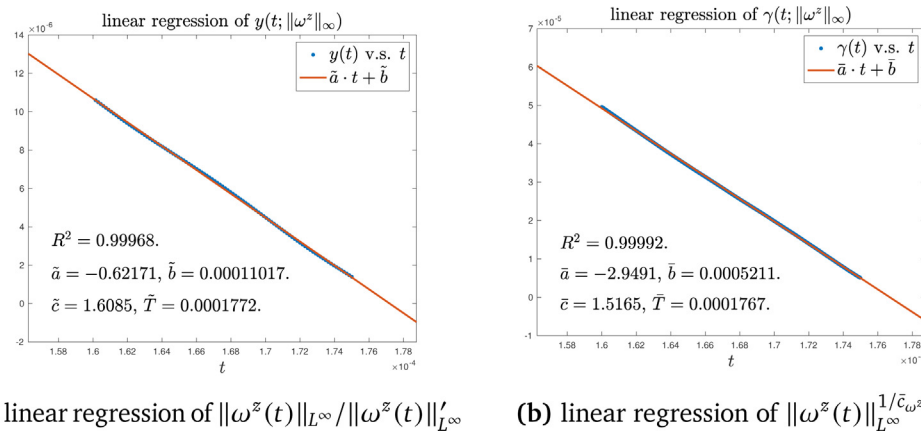 linear regression of y(t; ‖ω^z‖_∞)
×10^-6
14
12
10
8
6
4
2
0
-2
y(t) v.s. t
ã · t + b̃
R² = 0.99968.
ã = −0.62171, b̃ = 0.00011017.
c̃ = 1.6085, T̃ = 0.0001772.
1.58 1.6 1.62 1.64 1.66 1.68 1.7 1.72 1.74 1.76 1.78
t
×10^-4
linear regression of ‖ω^z(t)‖_{L^∞}/‖ω^z(t)‖'_{L^∞}
linear regression of γ(t; ‖ω^z‖_∞)
×10^-5
7
6
5
4
3
2
1
0
-1
γ(t) v.s. t
ā · t + b̄
R² = 0.99992.
ā = −2.9491, b̄ = 0.0005211.
c̄ = 1.5165, T̄ = 0.0001767.
1.58 1.6 1.62 1.64 1.66 1.68 1.7 1.72 1.74 1.76 1.78
t
×10^-4
(b) linear regression of ‖ω^z(t)‖_{L^∞}^{1/c̄_{ω^z}}